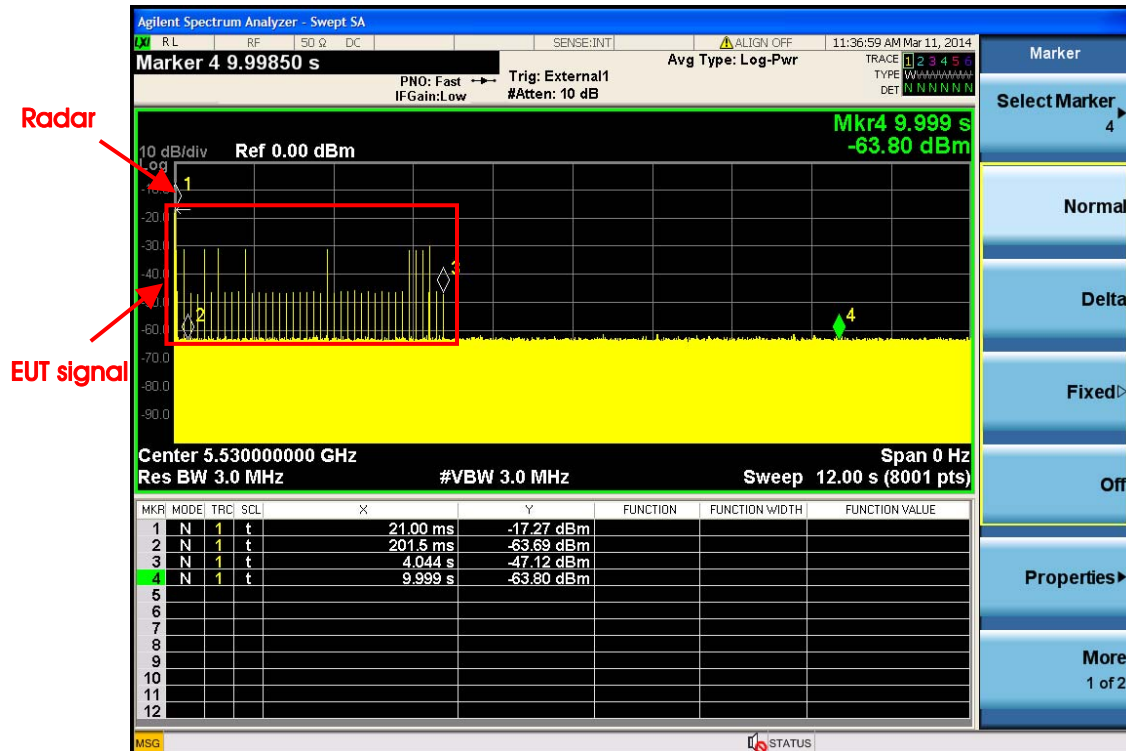 Agilent Spectrum Analyzer - Swept SA
LXI RL RF 50 Ω DC SENSE:INT ALIGN OFF 11:36:59 AM Mar 11, 2014
Marker 4 9.99850 s
PNO: Fast
IFGain:Low
Trig: External1
#Atten: 10 dB
Avg Type: Log-Pwr
TRACE 1 2 3 4 5 6
TYPE
DET N N N N N N
Radar
EUT signal
Mkr4 9.999 s
-63.80 dBm
10 dB/div Ref 0.00 dBm
Log
-20.0
-30.0
-40.0
-60.0
-70.0
-80.0
-90.0
1
2
3
4
Center 5.530000000 GHz Span 0 Hz
Res BW 3.0 MHz #VBW 3.0 MHz Sweep 12.00 s (8001 pts)
MKR MODE TRC SCL X Y FUNCTION FUNCTION WIDTH FUNCTION VALUE
1 N 1 t 21.00 ms -17.27 dBm
2 N 1 t 201.5 ms -63.69 dBm
3 N 1 t 4.044 s -47.12 dBm
4 N 1 t 9.999 s -63.80 dBm
5
6
7
8
9
10
11
12
MSG STATUS
Marker
Select Marker
4
Normal
Delta
Fixed
Off
Properties
More
1 of 2